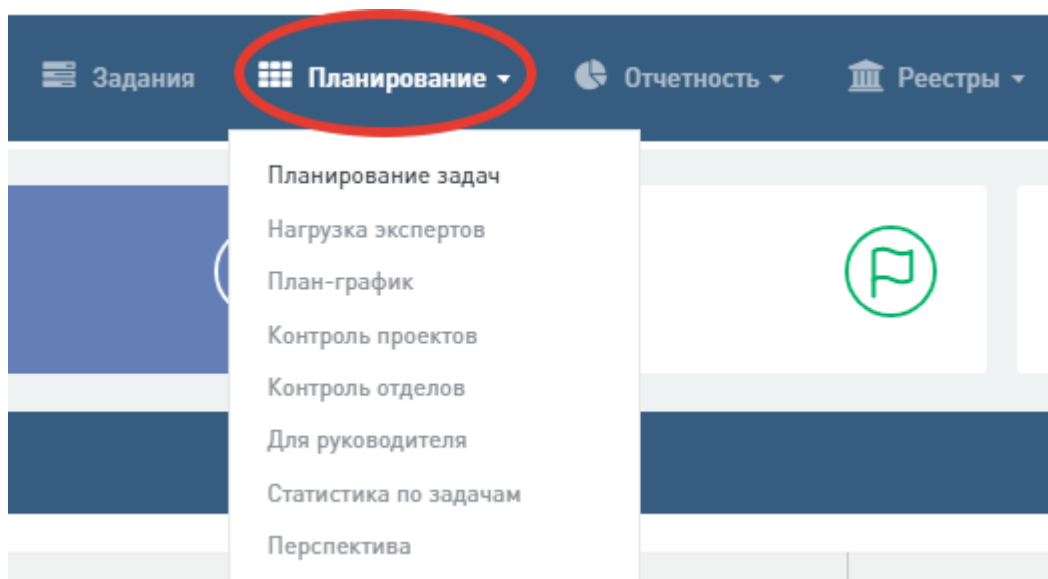 Задания Планирование Отчетность Реестры
Планирование задач
Нагрузка экспертов
План-график
Контроль проектов
Контроль отделов
Для руководителя
Статистика по задачам
Перспектива